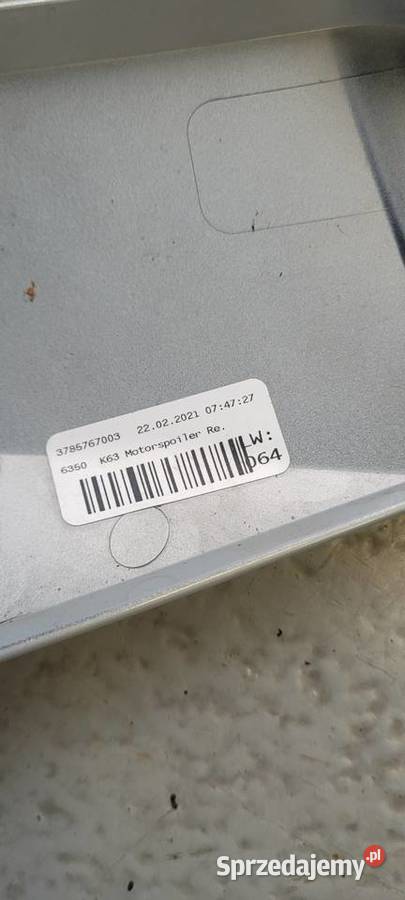 3785767003 22.02.2021 07:47:27
6350 K63 Motorspoiler Re.
LW:
064
Sprzedajemy.pl